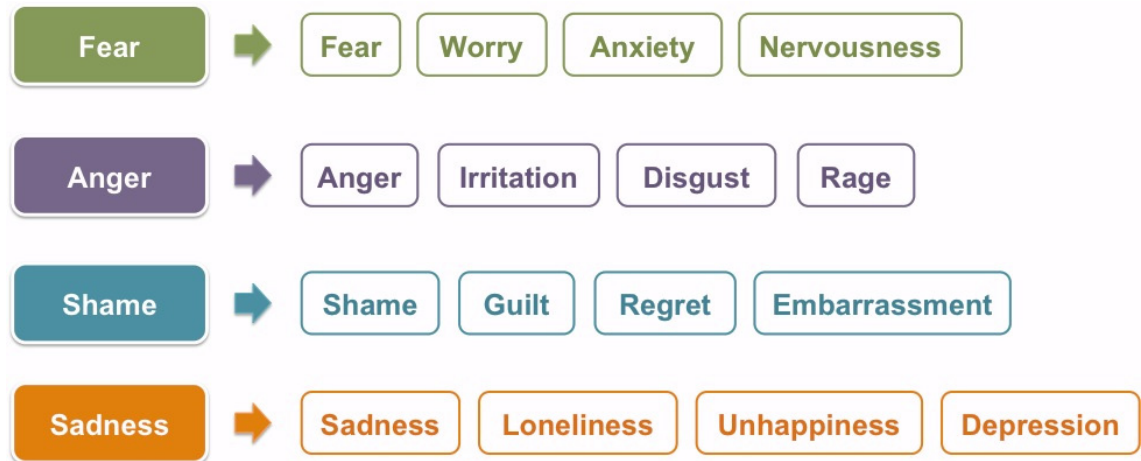 Fear Fear Worry Anxiety Nervousness
Anger Anger Irritation Disgust Rage
Shame Shame Guilt Regret Embarrassment
Sadness Sadness Loneliness Unhappiness Depression